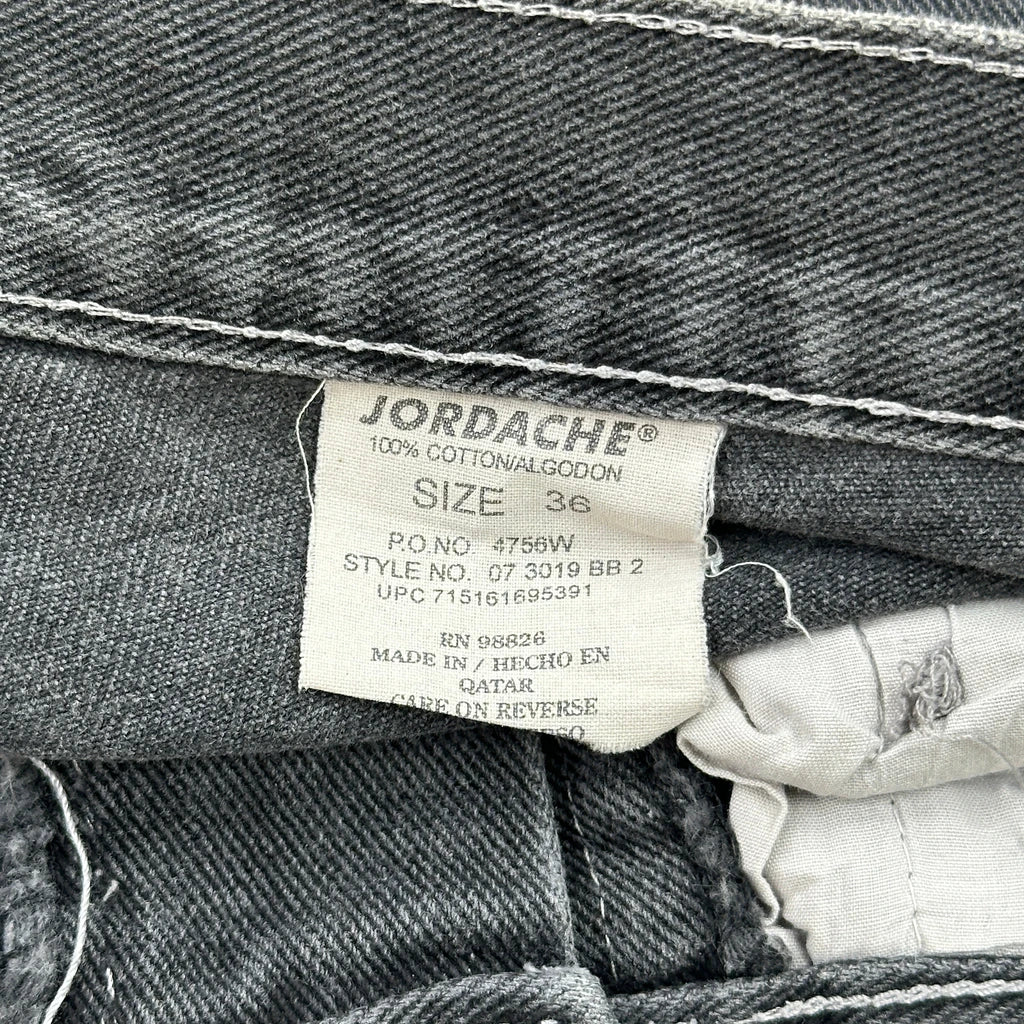 JORDACHE®
100% COTTON/ALGODON
SIZE 36
P.O.NO 4756W
STYLE NO. 07 3019 BB 2
UPC 715161695391
RN 98826
MADE IN / HECHO EN
QATAR
CARE ON REVERSE